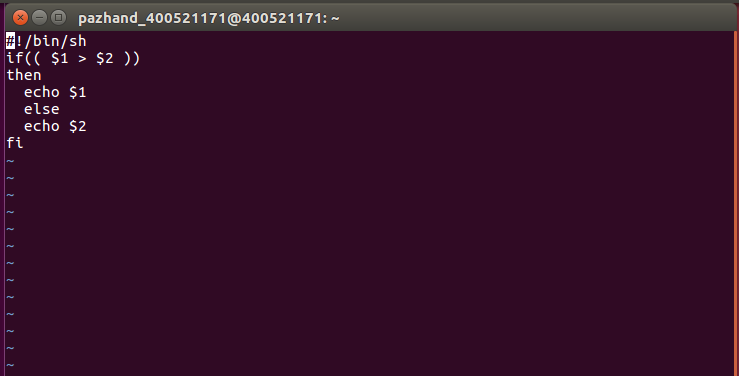 pazhand_400521171@400521171: ~
#!/bin/sh
if(( $1 > $2 ))
then
  echo $1
  else
  echo $2
fi
~
~
~
~
~
~
~
~
~
~
~
~
~